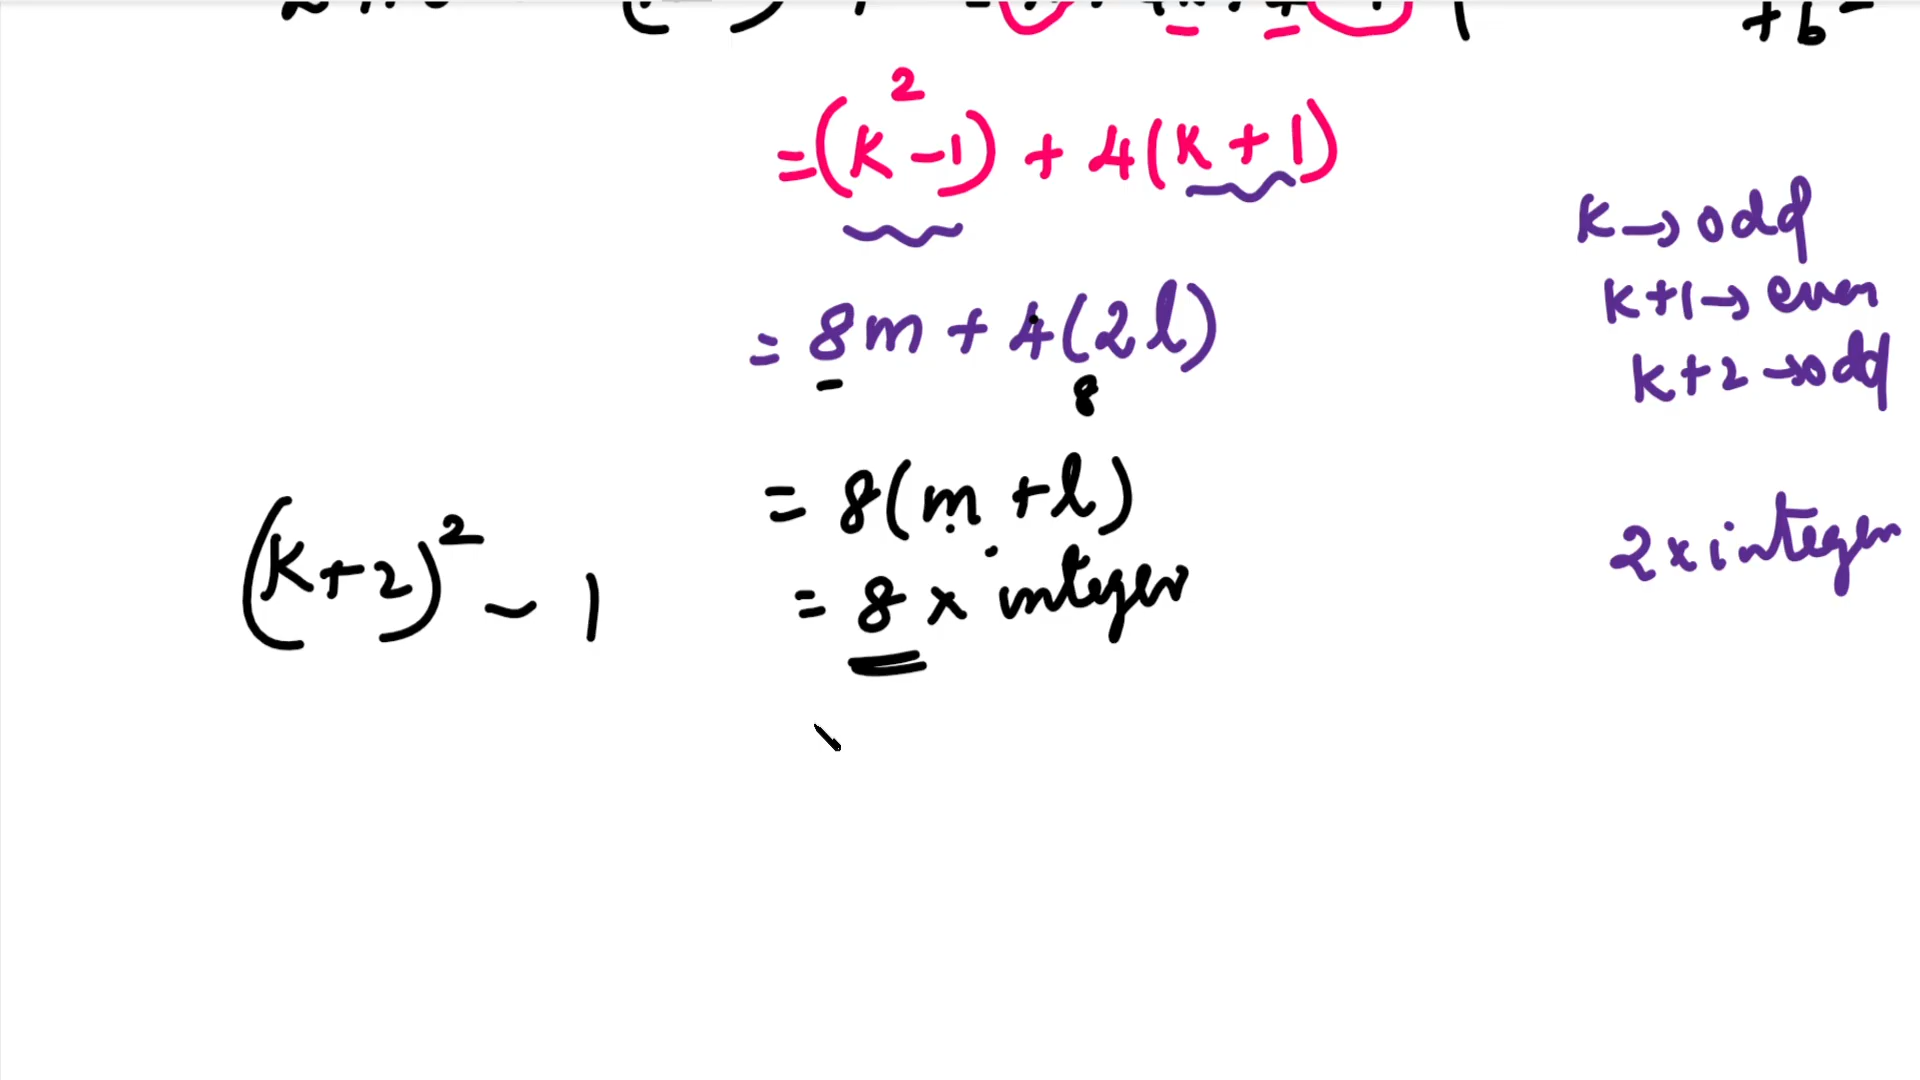 + b
= (k² - 1) + 4(k + 1)
k → odd
k + 1 → even
k + 2 → odd
= 8m + 4(2l)
8
= 8(m + l)
2 x integer
(k + 2)² - 1 = 8 x integer